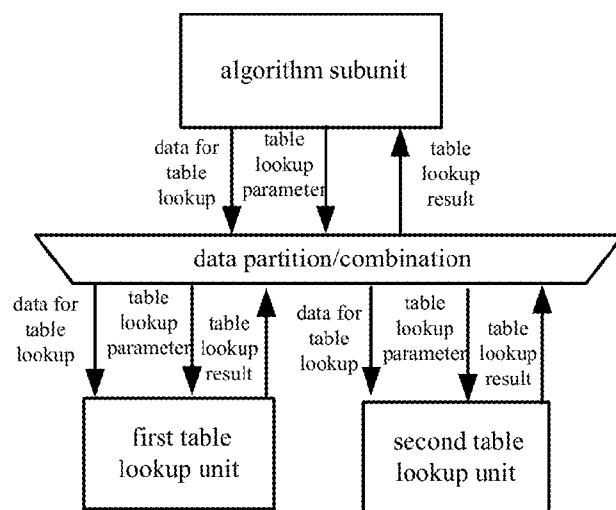 algorithm subunit
data for
table
lookup
table
lookup
parameter
table
lookup
result
data partition/combination
data for
table
lookup
table
lookup
parameter
table
lookup
result
data for
table
lookup
table
lookup
parameter
table
lookup
result
first table
lookup unit
second table
lookup unit